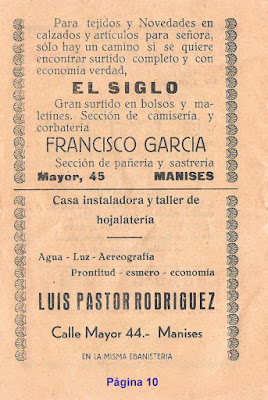 Para tejidos y Novedades en
calzados y artículos para señora,
sólo hay un camino si se quiere
encontrar surtido completo y con
economía verdad,
EL SIGLO
Gran surtido en bolsos y ma-
letines. Sección de camisería y
corbatería
FRANCISCO GARCIA
Sección de pañería y sastrería
Mayor, 45 MANISES
Casa instaladora y taller de
hojalatería
Agua - Luz - Aereografía
Prontitud - esmero - economía
LUIS PASTOR RODRIGUEZ
Calle Mayor 44.- Manises
EN LA MISMA EBANISTERIA
Página 10